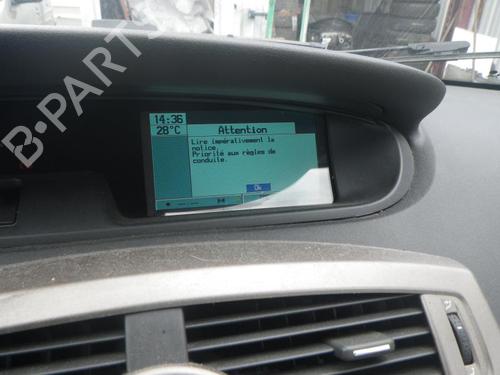 B-PARTS
14:36
28°C
Attention
Lire impérativement la
notice.
Priorité aux règles de
conduite.
Ok